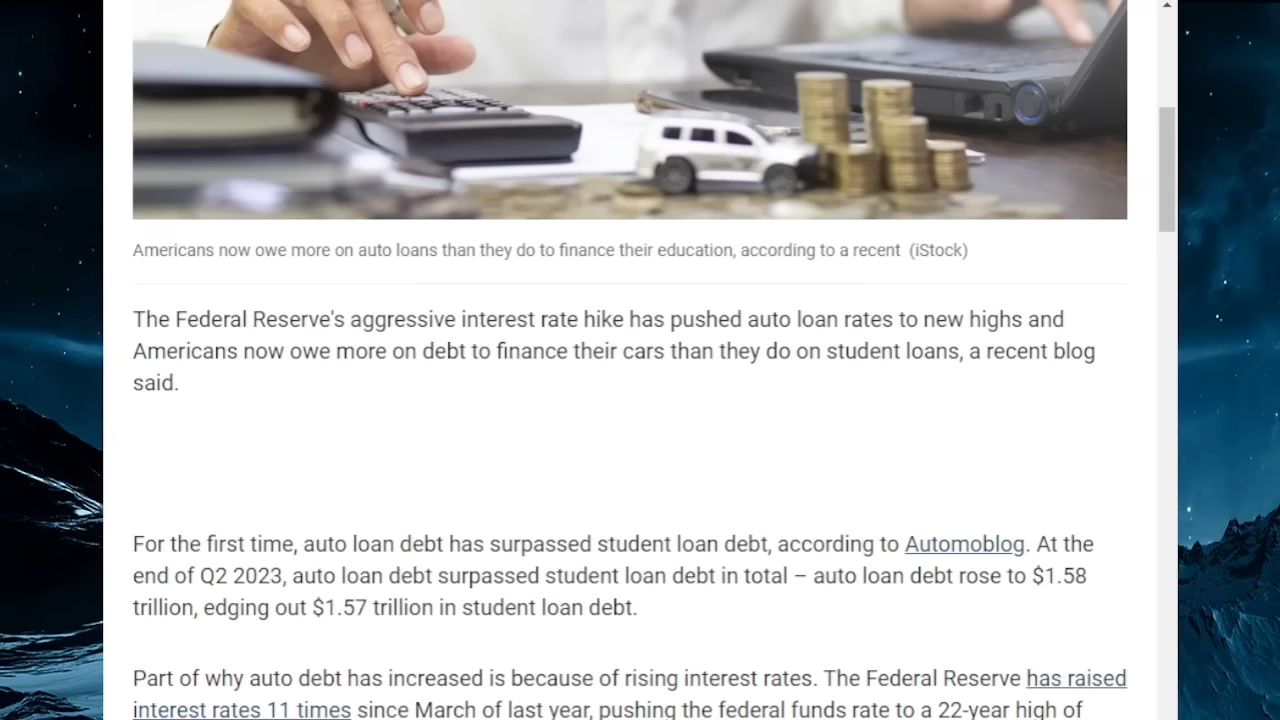 Americans now owe more on auto loans than they do to finance their education, according to a recent (iStock)
The Federal Reserve's aggressive interest rate hike has pushed auto loan rates to new highs and
Americans now owe more on debt to finance their cars than they do on student loans, a recent blog
said.
For the first time, auto loan debt has surpassed student loan debt, according to Automoblog. At the
end of Q2 2023, auto loan debt surpassed student loan debt in total – auto loan debt rose to $1.58
trillion, edging out $1.57 trillion in student loan debt.
Part of why auto debt has increased is because of rising interest rates. The Federal Reserve has raised
interest rates 11 times since March of last year, pushing the federal funds rate to a 22-year high of